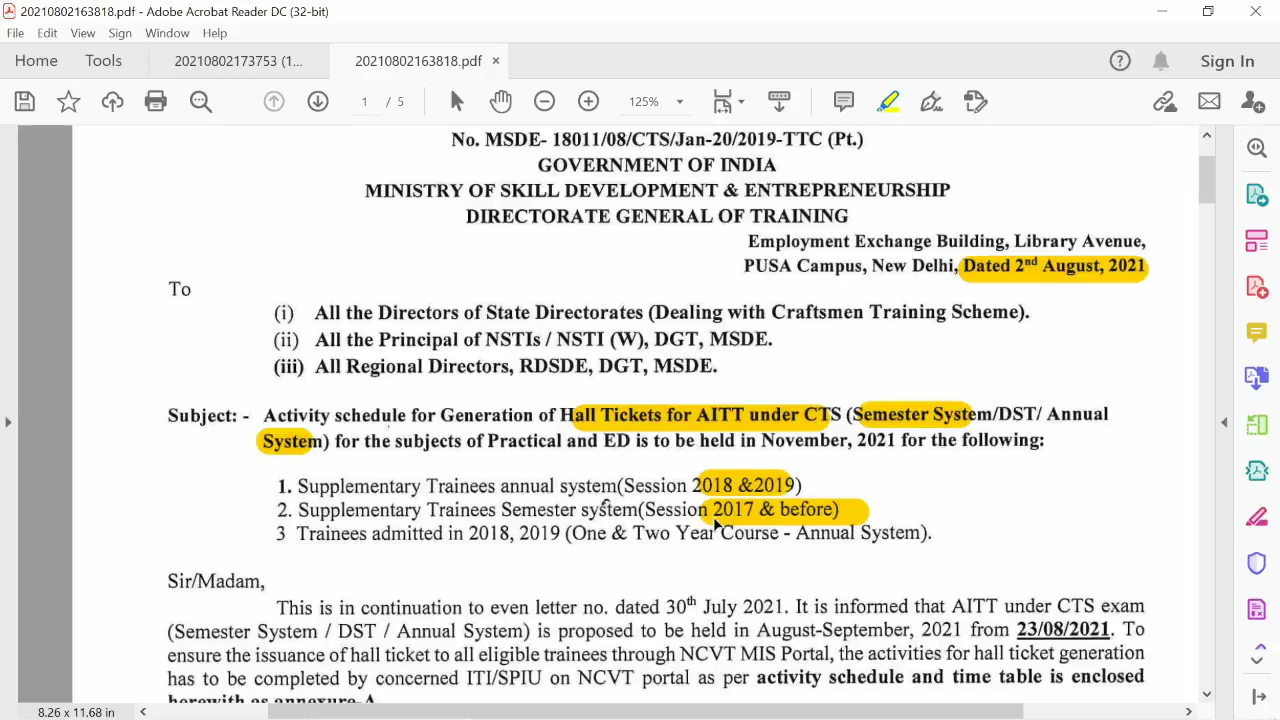 20210802163818.pdf - Adobe Acrobat Reader DC (32-bit)
File Edit View Sign Window Help
Home Tools 20210802173753 (1... 20210802163818.pdf × Sign In
1 / 5 125%
No. MSDE- 18011/08/CTS/Jan-20/2019-TTC (Pt.)
GOVERNMENT OF INDIA
MINISTRY OF SKILL DEVELOPMENT & ENTREPRENEURSHIP
DIRECTORATE GENERAL OF TRAINING
Employment Exchange Building, Library Avenue,
PUSA Campus, New Delhi, Dated 2nd August, 2021
To
(i) All the Directors of State Directorates (Dealing with Craftsmen Training Scheme).
(ii) All the Principal of NSTIs / NSTI (W), DGT, MSDE.
(iii) All Regional Directors, RDSDE, DGT, MSDE.
Subject: - Activity schedule for Generation of Hall Tickets for AITT under CTS (Semester System/DST/ Annual
System) for the subjects of Practical and ED is to be held in November, 2021 for the following:
1. Supplementary Trainees annual system(Session 2018 &2019)
2. Supplementary Trainees Semester system(Session 2017 & before)
3 Trainees admitted in 2018, 2019 (One & Two Year Course - Annual System).
Sir/Madam,
This is in continuation to even letter no. dated 30th July 2021. It is informed that AITT under CTS exam
(Semester System / DST / Annual System) is proposed to be held in August-September, 2021 from 23/08/2021. To
ensure the issuance of hall ticket to all eligible trainees through NCVT MIS Portal, the activities for hall ticket generation
has to be completed by concerned ITI/SPIU on NCVT portal as per activity schedule and time table is enclosed
herewith as annexure-A
8.26 x 11.68 in